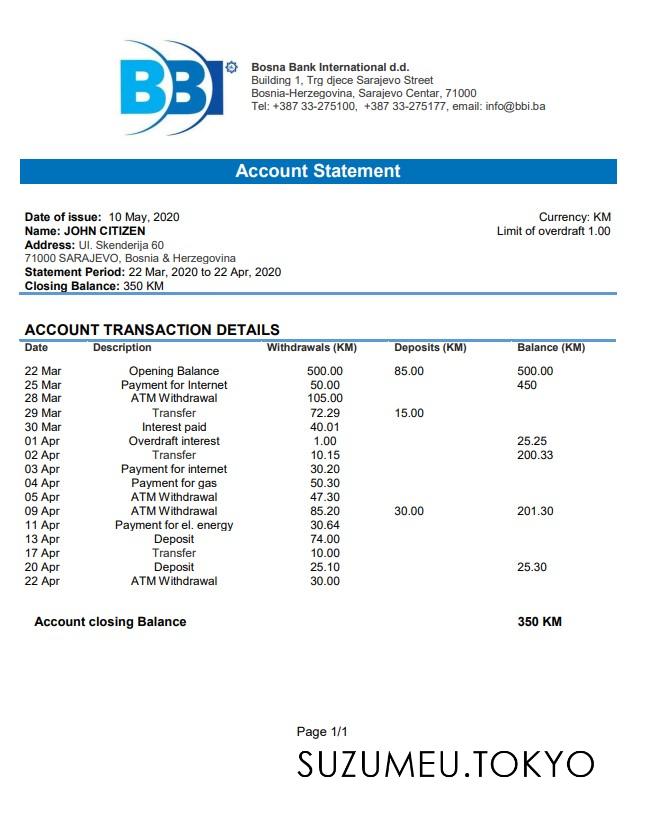 BBI
Bosna Bank International d.d.
Building 1, Trg djece Sarajevo Street
Bosnia-Herzegovina, Sarajevo Centar, 71000
Tel: +387 33-275100, +387 33-275177, email: info@bbi.ba
Account Statement
Date of issue: 10 May, 2020 Currency: KM
Name: JOHN CITIZEN Limit of overdraft 1.00
Address: Ul. Skenderija 60
71000 SARAJEVO, Bosnia & Herzegovina
Statement Period: 22 Mar, 2020 to 22 Apr, 2020
Closing Balance: 350 KM
ACCOUNT TRANSACTION DETAILS
Date Description Withdrawals (KM) Deposits (KM) Balance (KM)
22 Mar Opening Balance 500.00 85.00 500.00
25 Mar Payment for Internet 50.00 450
28 Mar ATM Withdrawal 105.00
29 Mar Transfer 72.29 15.00
30 Mar Interest paid 40.01
01 Apr Overdraft interest 1.00 25.25
02 Apr Transfer 10.15 200.33
03 Apr Payment for internet 30.20
04 Apr Payment for gas 50.30
05 Apr ATM Withdrawal 47.30
09 Apr ATM Withdrawal 85.20 30.00 201.30
11 Apr Payment for el. energy 30.64
13 Apr Deposit 74.00
17 Apr Transfer 10.00
20 Apr Deposit 25.10 25.30
22 Apr ATM Withdrawal 30.00
Account closing Balance 350 KM
Page 1/1
SUZUMEU.TOKYO